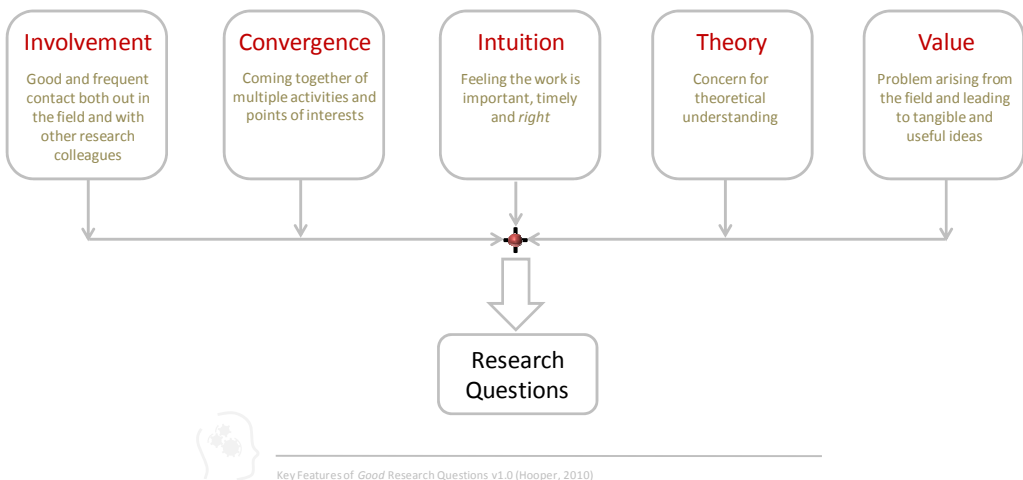 Involvement
Good and frequent
contact both out in
the field and with
other research
colleagues
Convergence
Coming together of
multiple activities and
points of interests
Intuition
Feeling the work is
important, timely
and right
Theory
Concern for
theoretical
understanding
Value
Problem arising from
the field and leading
to tangible and
useful ideas
Research
Questions
Key Features of Good Research Questions v1.0 (Hooper, 2010)